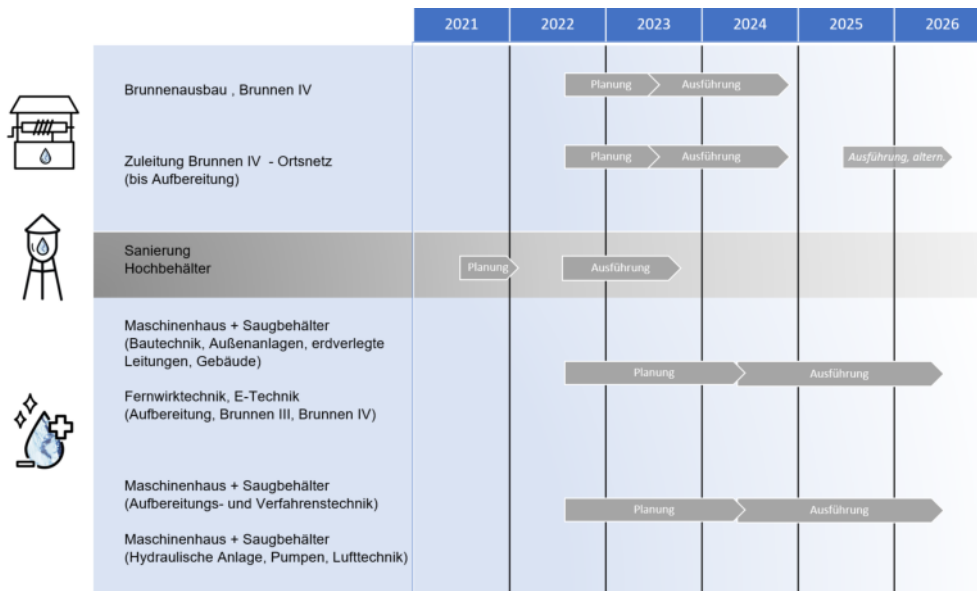 2021 2022 2023 2024 2025 2026
Brunnenausbau , Brunnen IV
Planung Ausführung
Zuleitung Brunnen IV - Ortsnetz
(bis Aufbereitung)
Planung Ausführung Ausführung, altern.
Sanierung
Hochbehälter
Planung Ausführung
Maschinenhaus + Saugbehälter
(Bautechnik, Außenanlagen, erdverlegte
Leitungen, Gebäude)
Planung Ausführung
Fernwirktechnik, E-Technik
(Aufbereitung, Brunnen III, Brunnen IV)
Maschinenhaus + Saugbehälter
(Aufbereitungs- und Verfahrenstechnik)
Planung Ausführung
Maschinenhaus + Saugbehälter
(Hydraulische Anlage, Pumpen, Lufttechnik)